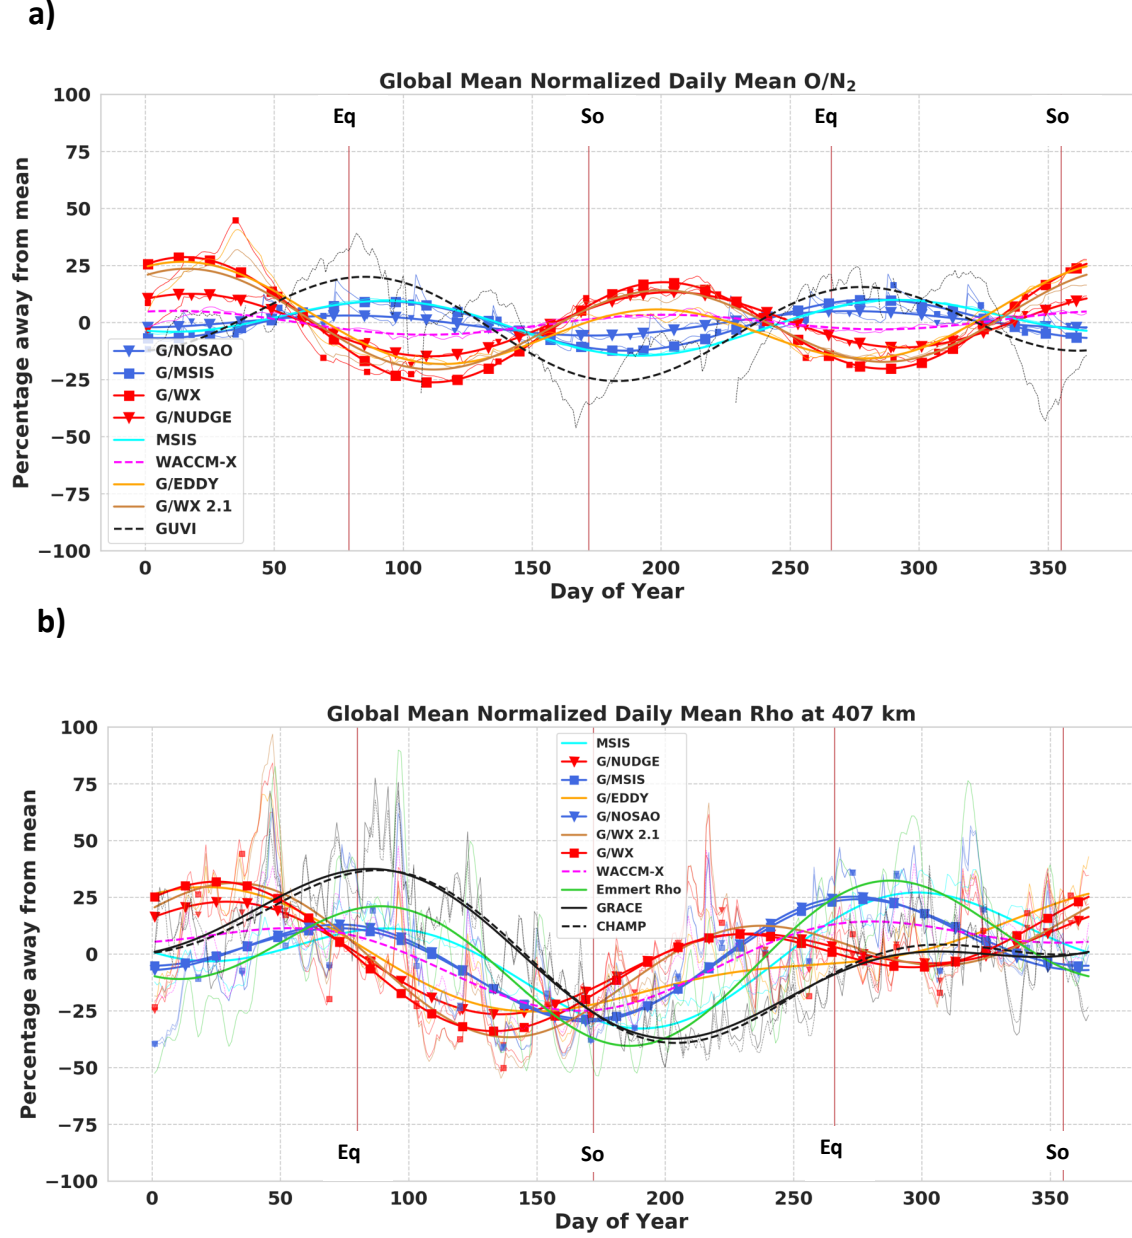 a)
Global Mean Normalized Daily Mean O/N₂
Percentage away from mean
100
75
50
25
0
−25
−50
−75
−100
Eq
So
Eq
So
G/NOSAO
G/MSIS
G/WX
G/NUDGE
MSIS
WACCM-X
G/EDDY
G/WX 2.1
GUVI
0 50 100 150 200 250 300 350
Day of Year
b)
Global Mean Normalized Daily Mean Rho at 407 km
Percentage away from mean
100
75
50
25
0
−25
−50
−75
−100
MSIS
G/NUDGE
G/MSIS
G/EDDY
G/NOSAO
G/WX 2.1
G/WX
WACCM-X
Emmert Rho
GRACE
CHAMP
Eq
So
Eq
So
0 50 100 150 200 250 300 350
Day of Year